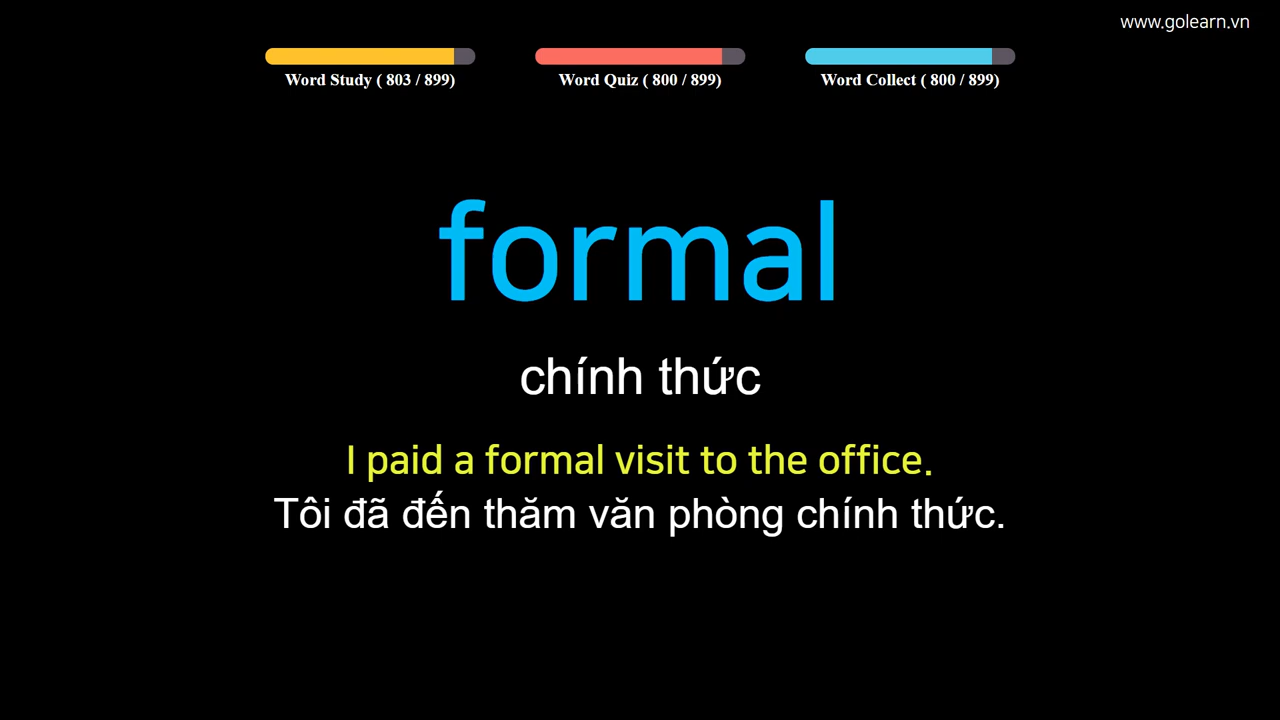 www.golearn.vn
Word Study ( 803 / 899)
Word Quiz ( 800 / 899)
Word Collect ( 800 / 899)
formal
chính thức
I paid a formal visit to the office.
Tôi đã đến thăm văn phòng chính thức.